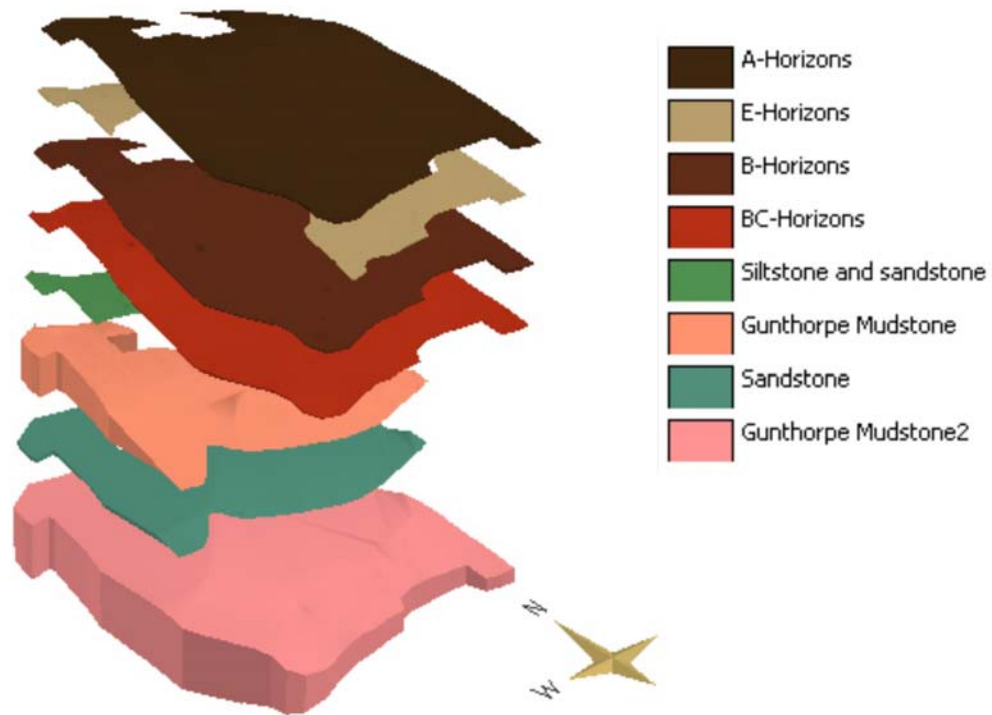 A-Horizons
E-Horizons
B-Horizons
BC-Horizons
Siltstone and sandstone
Gunthorpe Mudstone
Sandstone
Gunthorpe Mudstone2
N
W